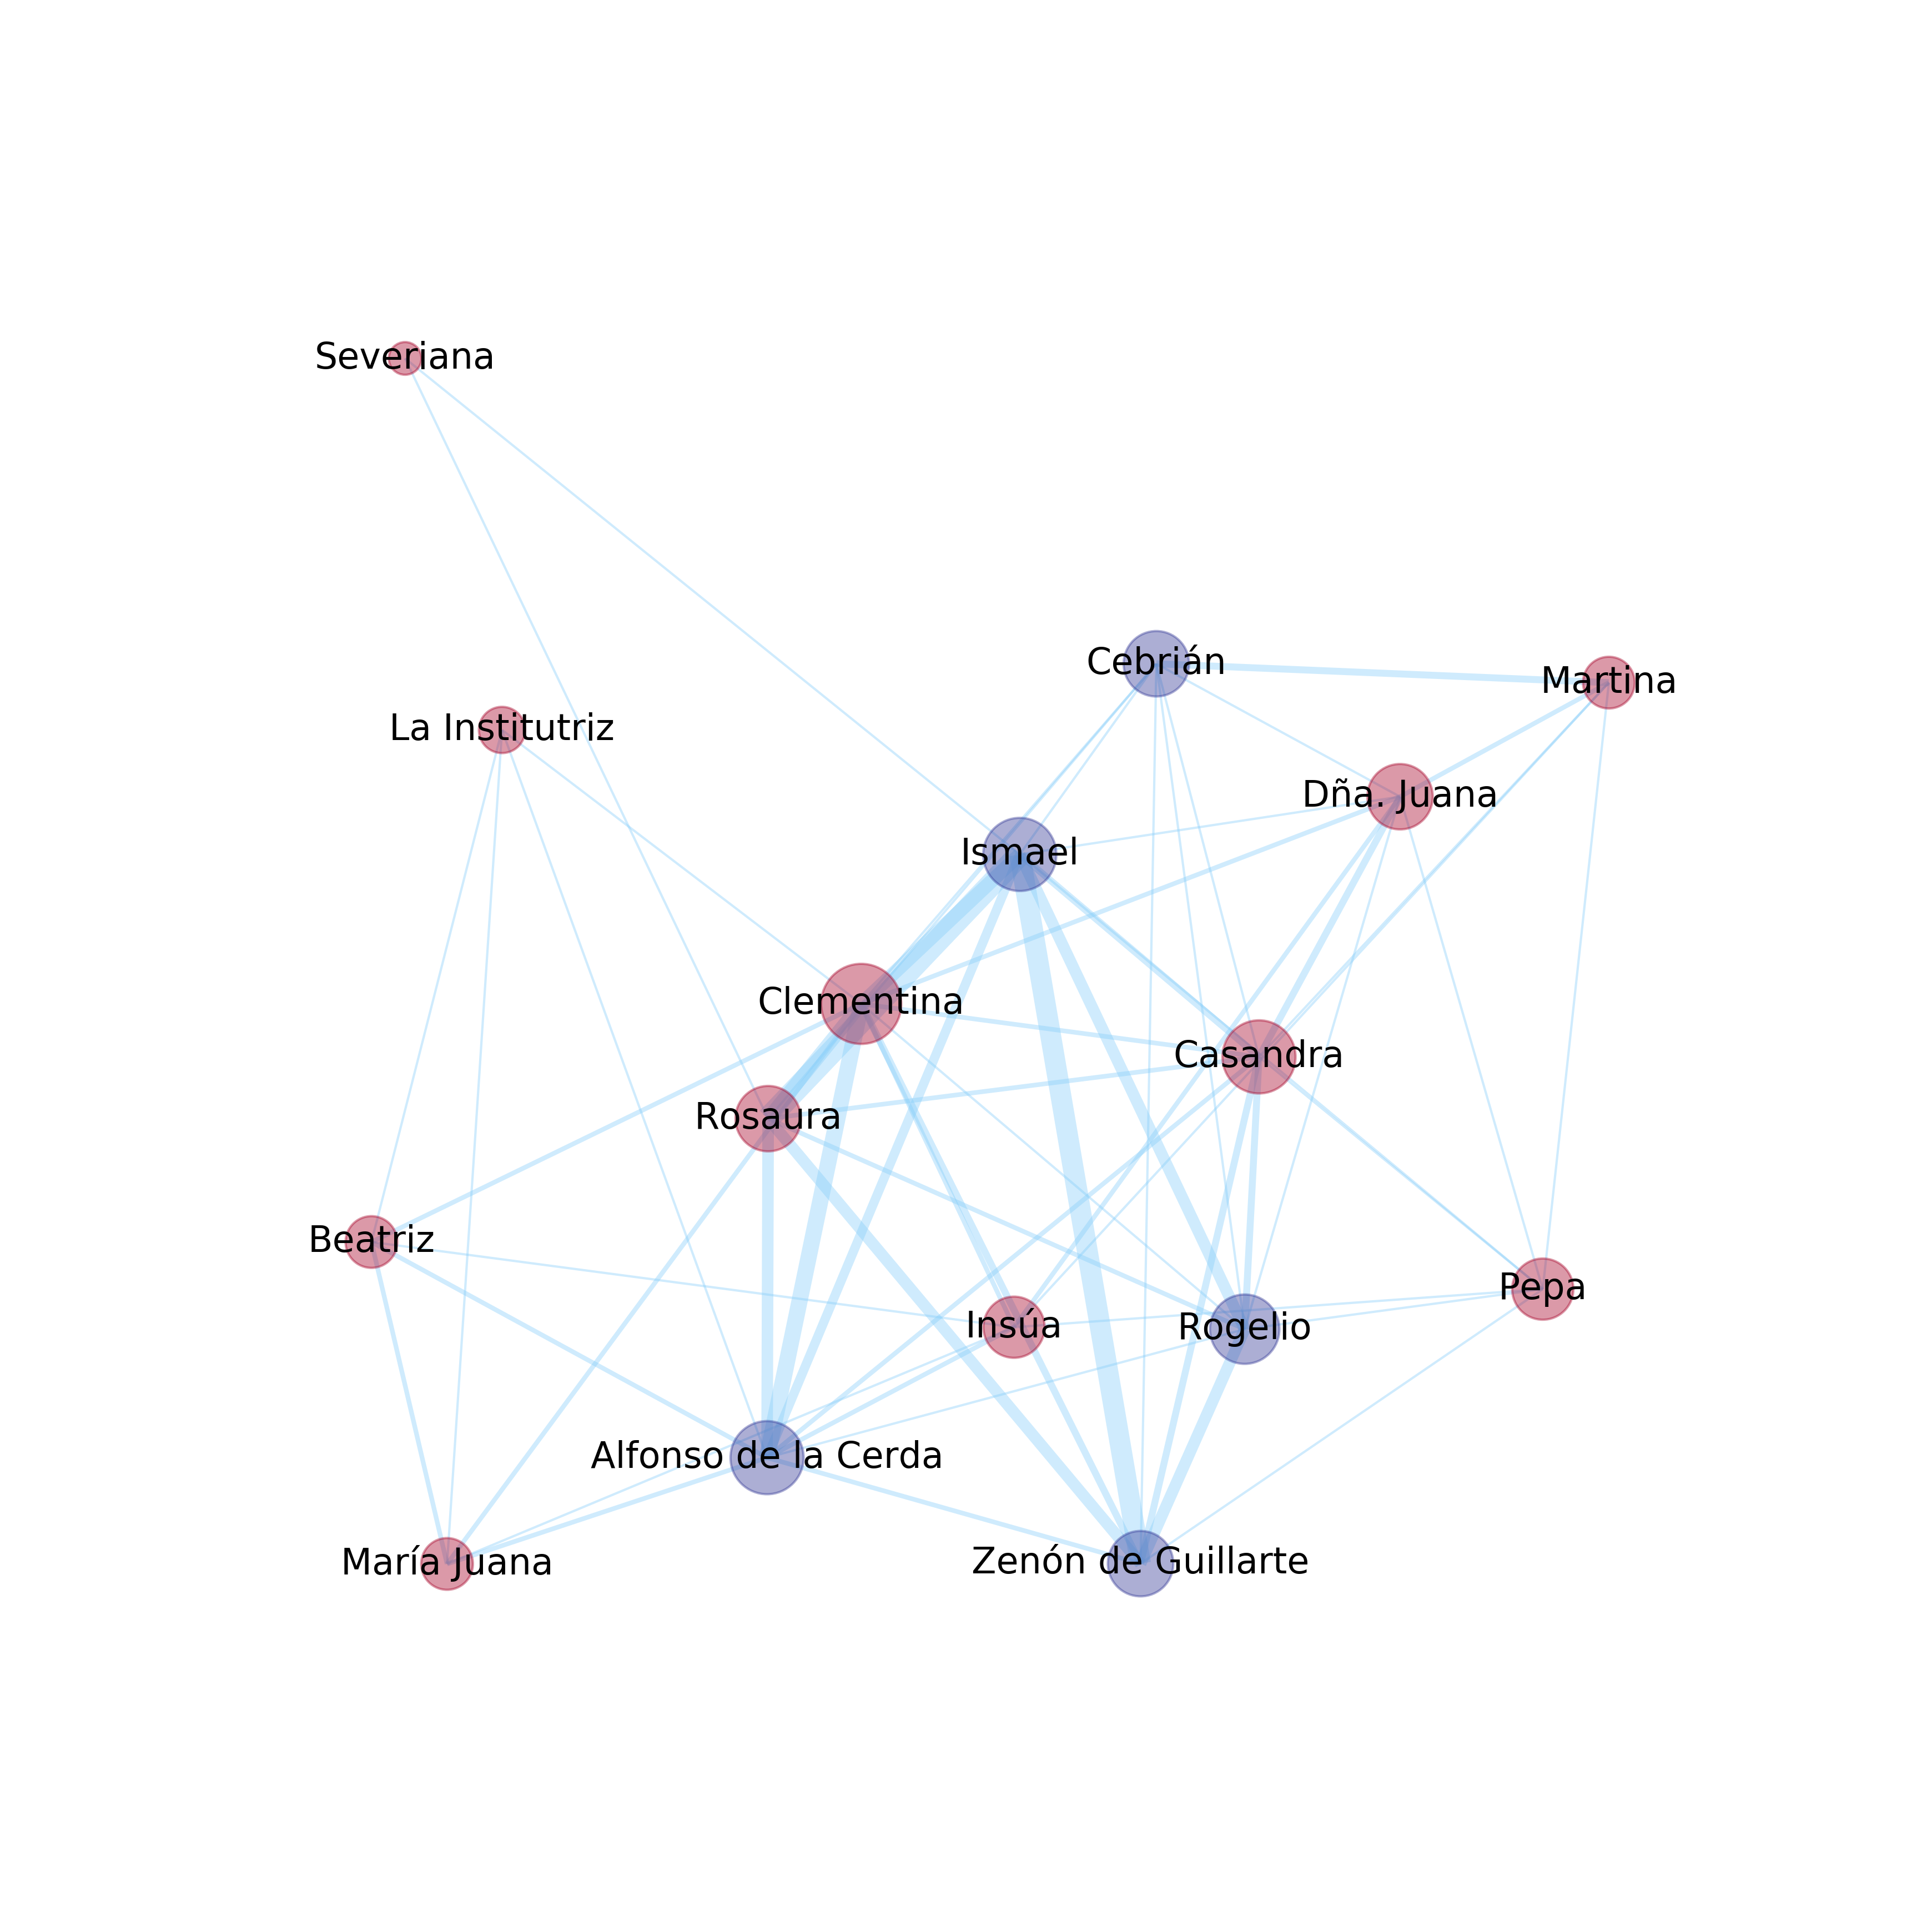 Severiana
Cebrián
Martina
La Institutriz
Dña. Juana
Ismael
Clementina
Casandra
Rosaura
Beatriz
Pepa
Insúa
Rogelio
Alfonso de la Cerda
María Juana
Zenón de Guillarte